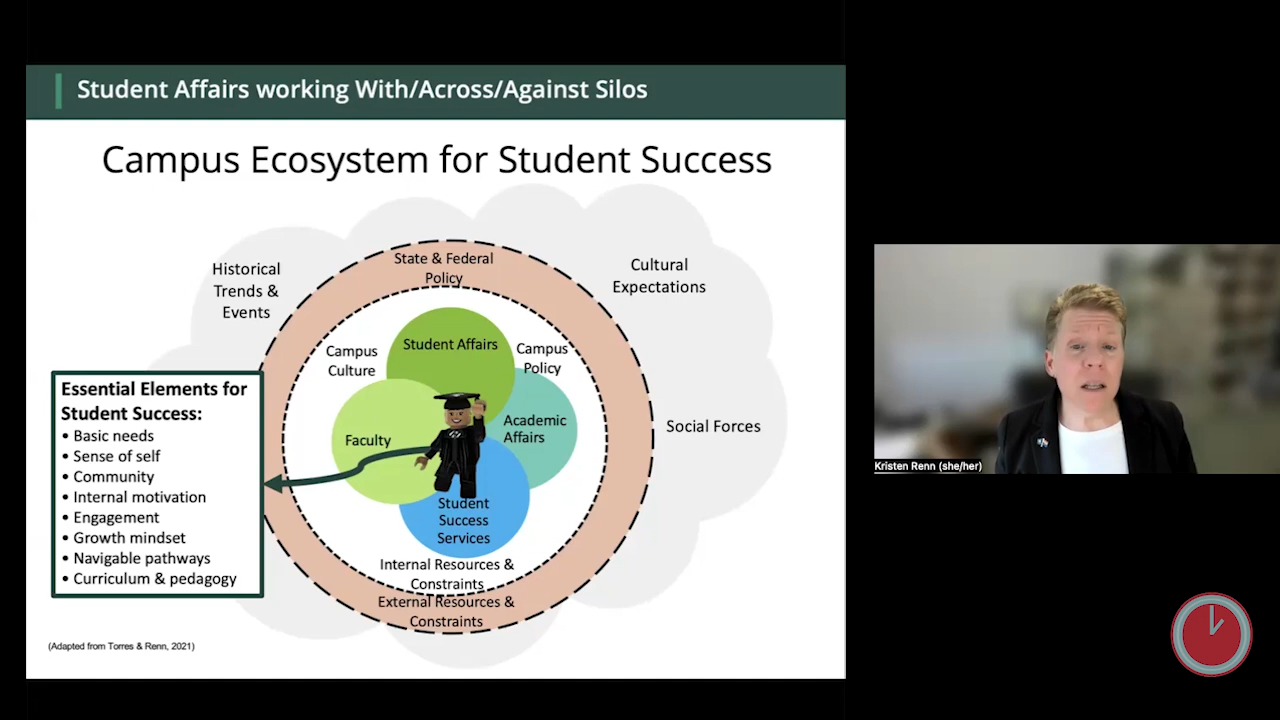 Student Affairs working With/Across/Against Silos
Campus Ecosystem for Student Success
Historical
Trends &
Events
State & Federal
Policy
Cultural
Expectations
Campus
Culture
Student Affairs
Campus
Policy
Faculty
Academic
Affairs
Social Forces
Student
Success
Services
Internal Resources &
Constraints
External Resources &
Constraints
Essential Elements for
Student Success:
• Basic needs
• Sense of self
• Community
• Internal motivation
• Engagement
• Growth mindset
• Navigable pathways
• Curriculum & pedagogy
(Adapted from Torres & Renn, 2021)
Kristen Renn (she/her)